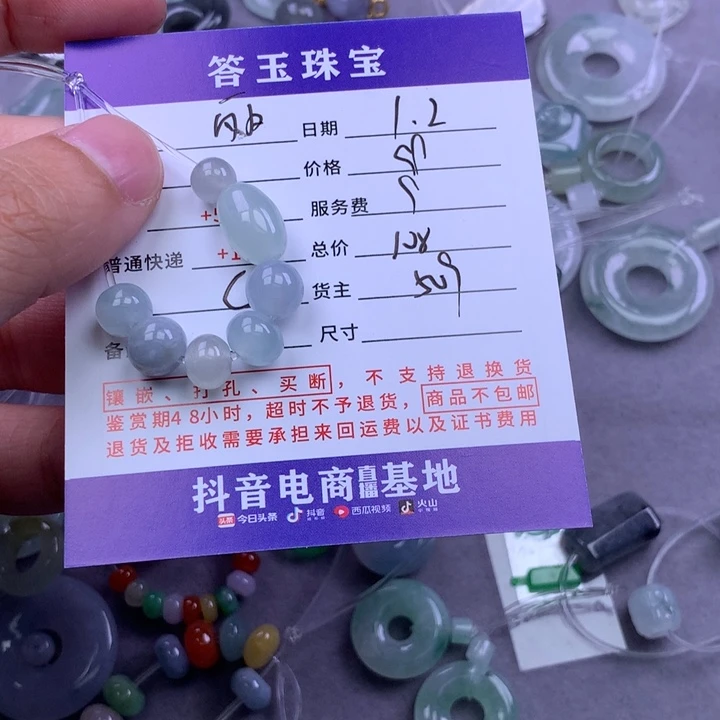 答玉珠宝
日期 1.2
价格
服务费
普通快递 +1 总价
货主
备 尺寸
镶嵌、打孔、买断，不支持退换货
鉴赏期48小时，超时不予退货，商品不包邮
退货及拒收需要承担来回运费以及证书费用
抖音电商直播基地
头条 今日头条 抖音 西瓜视频 火山